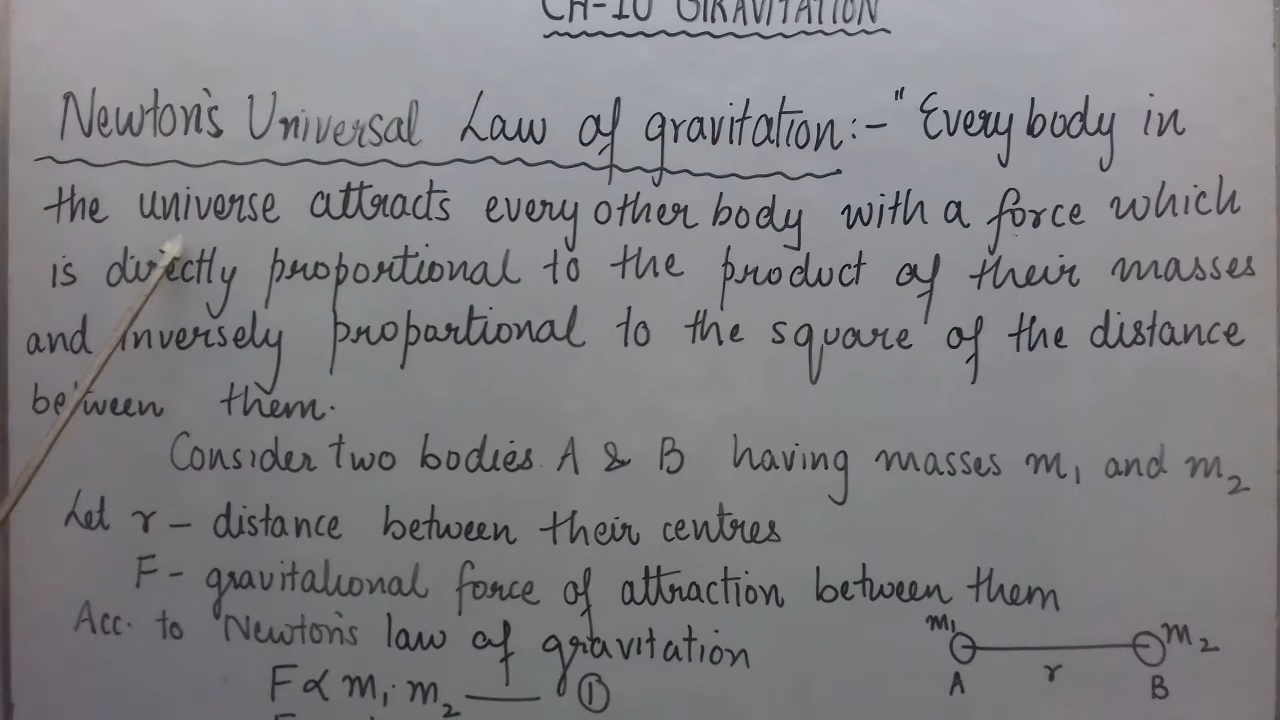 CH-10 GRAVITATION
Newton's Universal Law of gravitation:- "Every body in
the universe attracts every other body with a force which
is directly proportional to the product of their masses
and inversely proportional to the square of the distance
between them.
Consider two bodies A & B having masses m₁ and m₂
Let r - distance between their centres
F - gravitational force of attraction between them
Acc. to Newton's law of gravitation
F ∝ m₁. m₂ — ①
m₁ m₂
A r B